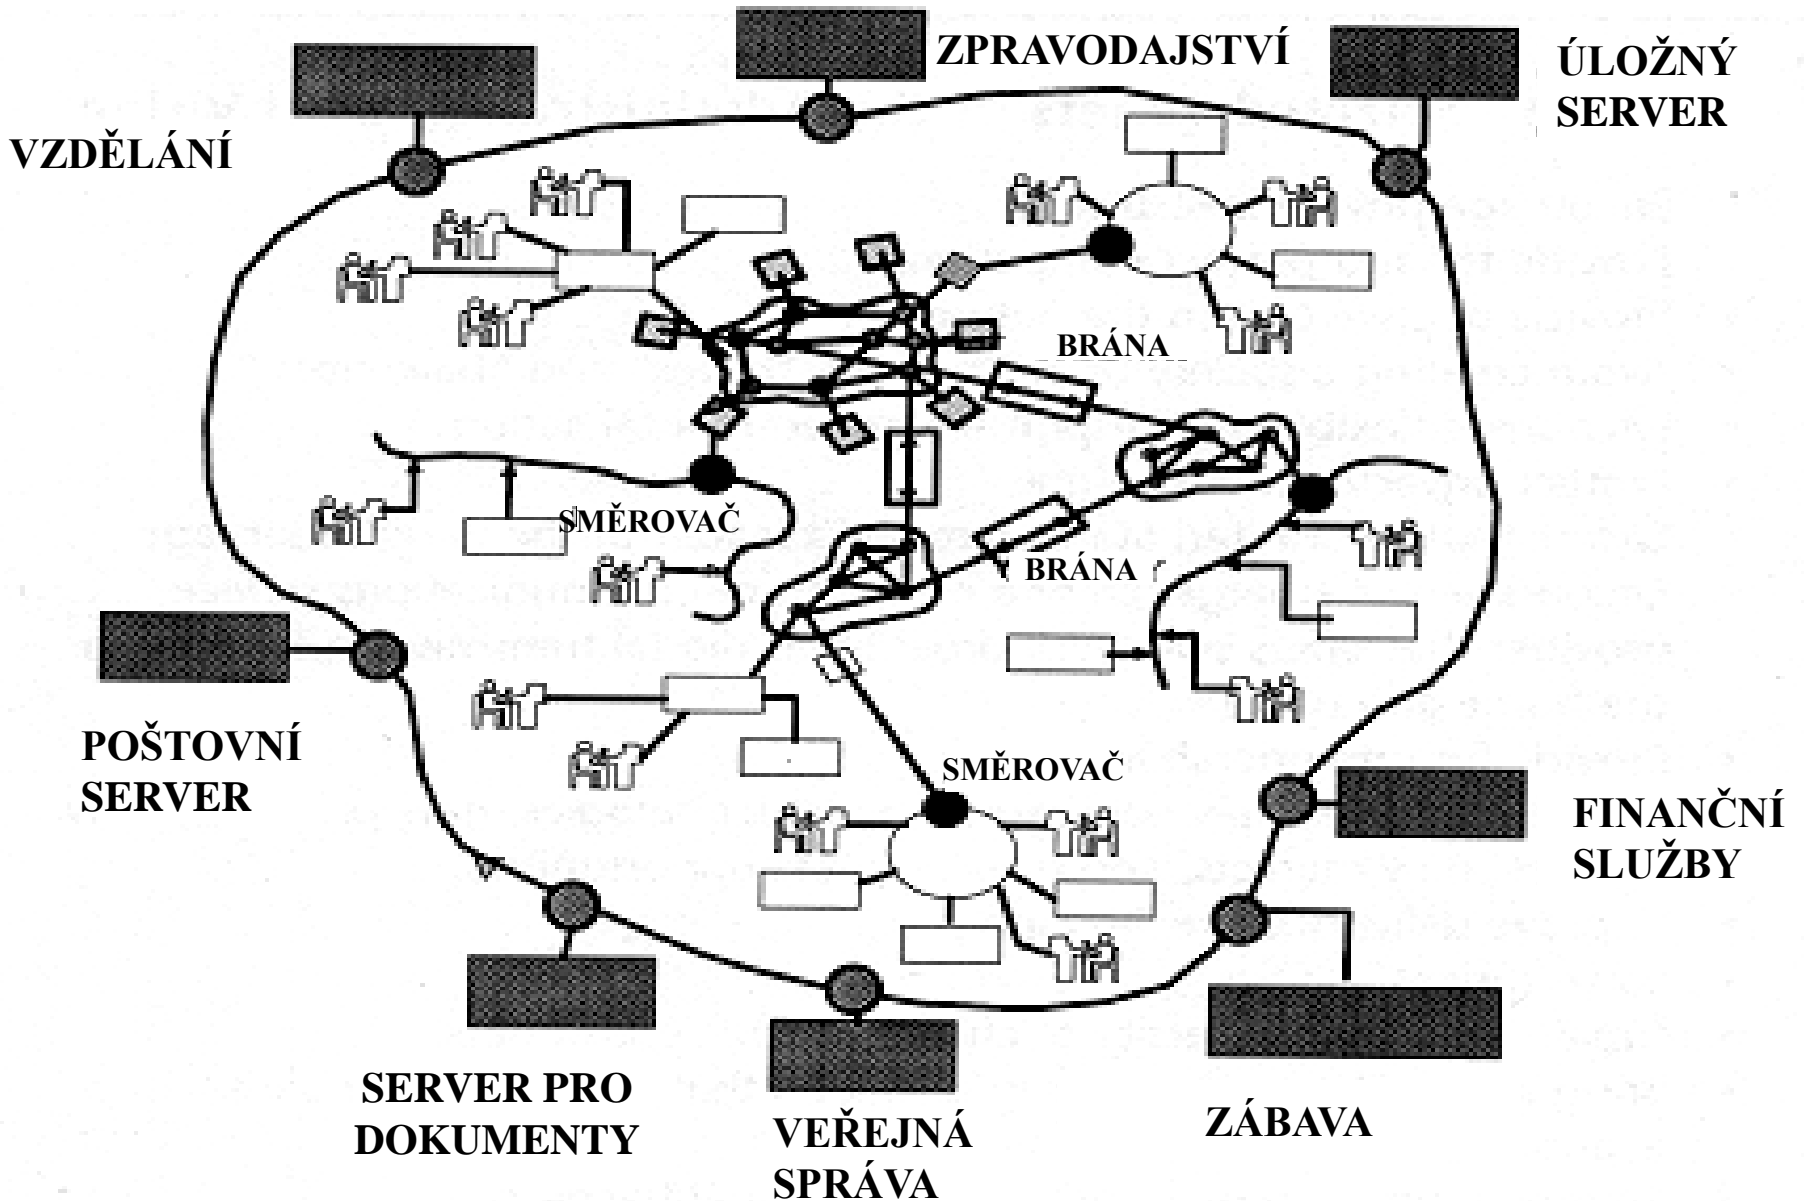 ZPRAVODAJSTVÍ
ÚLOŽNÝ
SERVER
VZDĚLÁNÍ
BRÁNA
SMĚROVAČ
BRÁNA
POŠTOVNÍ
SERVER
SMĚROVAČ
FINANČNÍ
SLUŽBY
SERVER PRO
DOKUMENTY
VEŘEJNÁ
SPRÁVA
ZÁBAVA